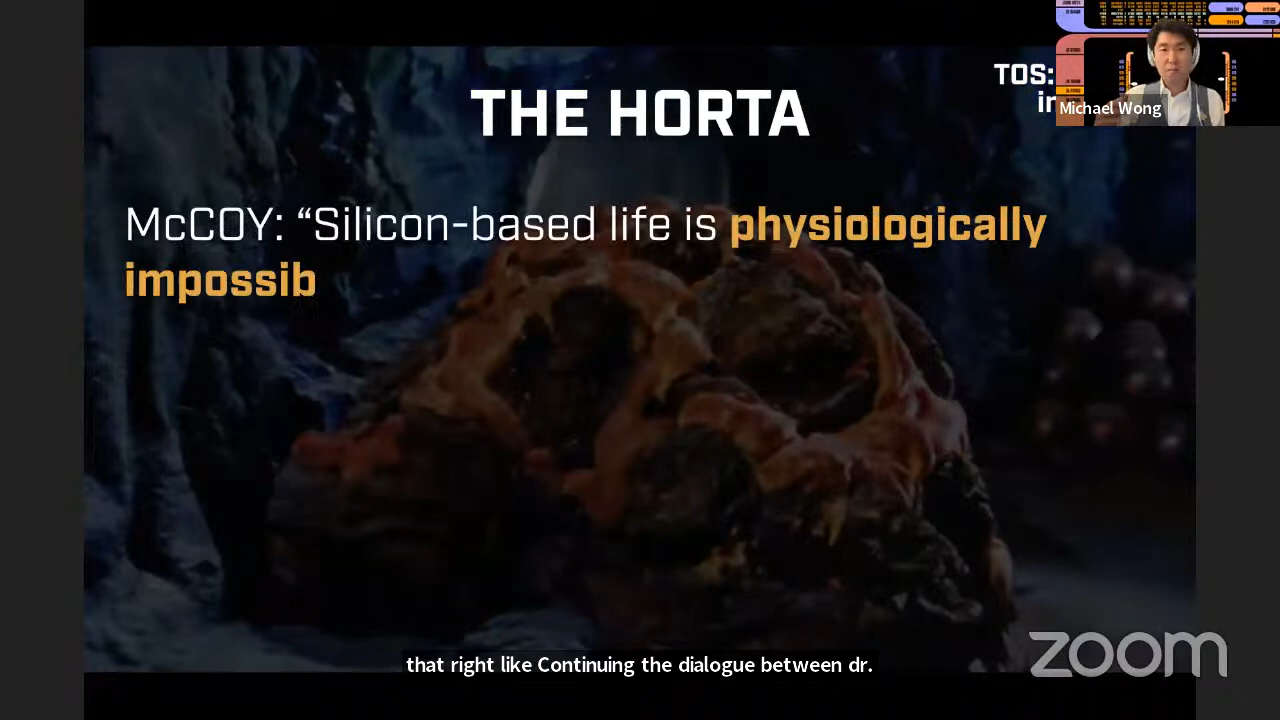 THE HORTA
TOS:
in
Michael Wong
McCOY: “Silicon-based life is physiologically
impossib
that right like Continuing the dialogue between dr.
zoom